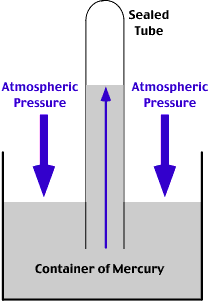 Sealed
Tube
Atmospheric
Pressure
Atmospheric
Pressure
Container of Mercury